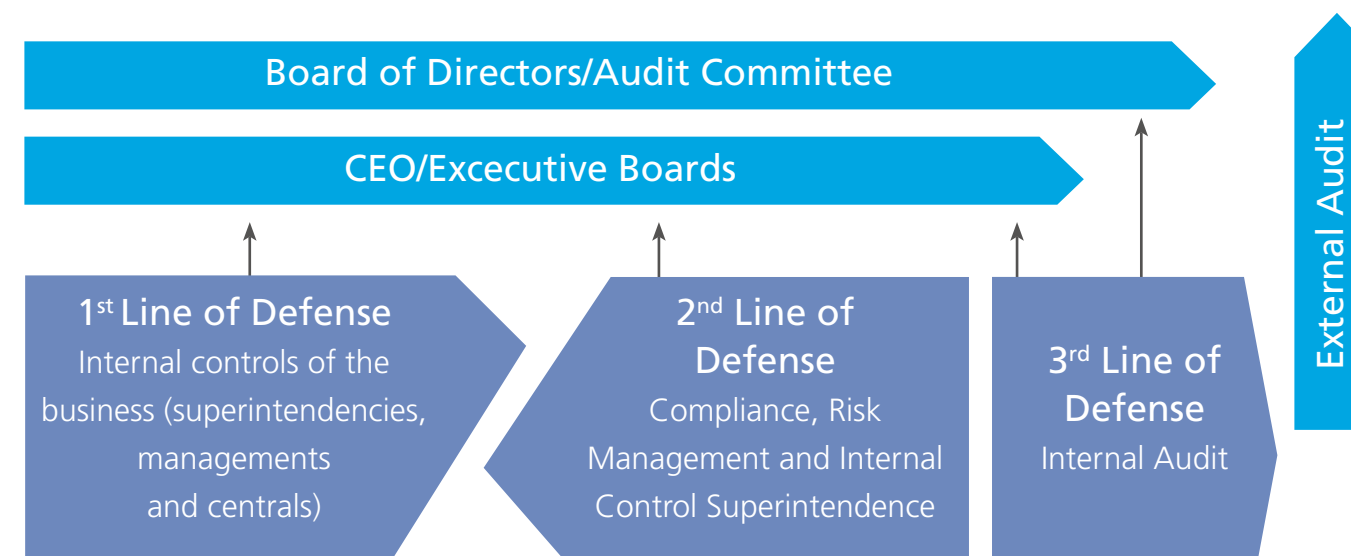 Board of Directors/Audit Committee
CEO/Excecutive Boards
1st Line of Defense
Internal controls of the
business (superintendencies,
managements
and centrals)
2nd Line of
Defense
Compliance, Risk
Management and Internal
Control Superintendence
3rd Line of
Defense
Internal Audit
External Audit